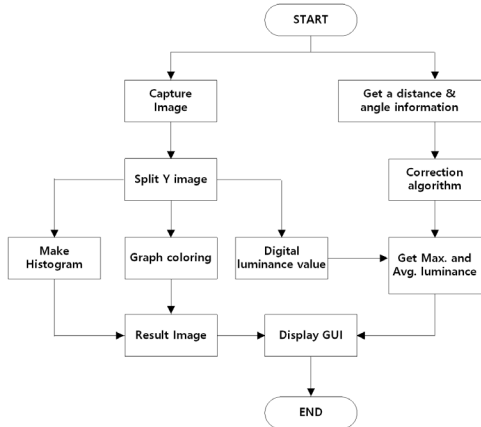 START
Capture
Image
Get a distance &
angle information
Split Y image
Correction
algorithm
Make
Histogram
Graph coloring
Digital
luminance value
Get Max. and
Avg. luminance
Result Image
Display GUI
END